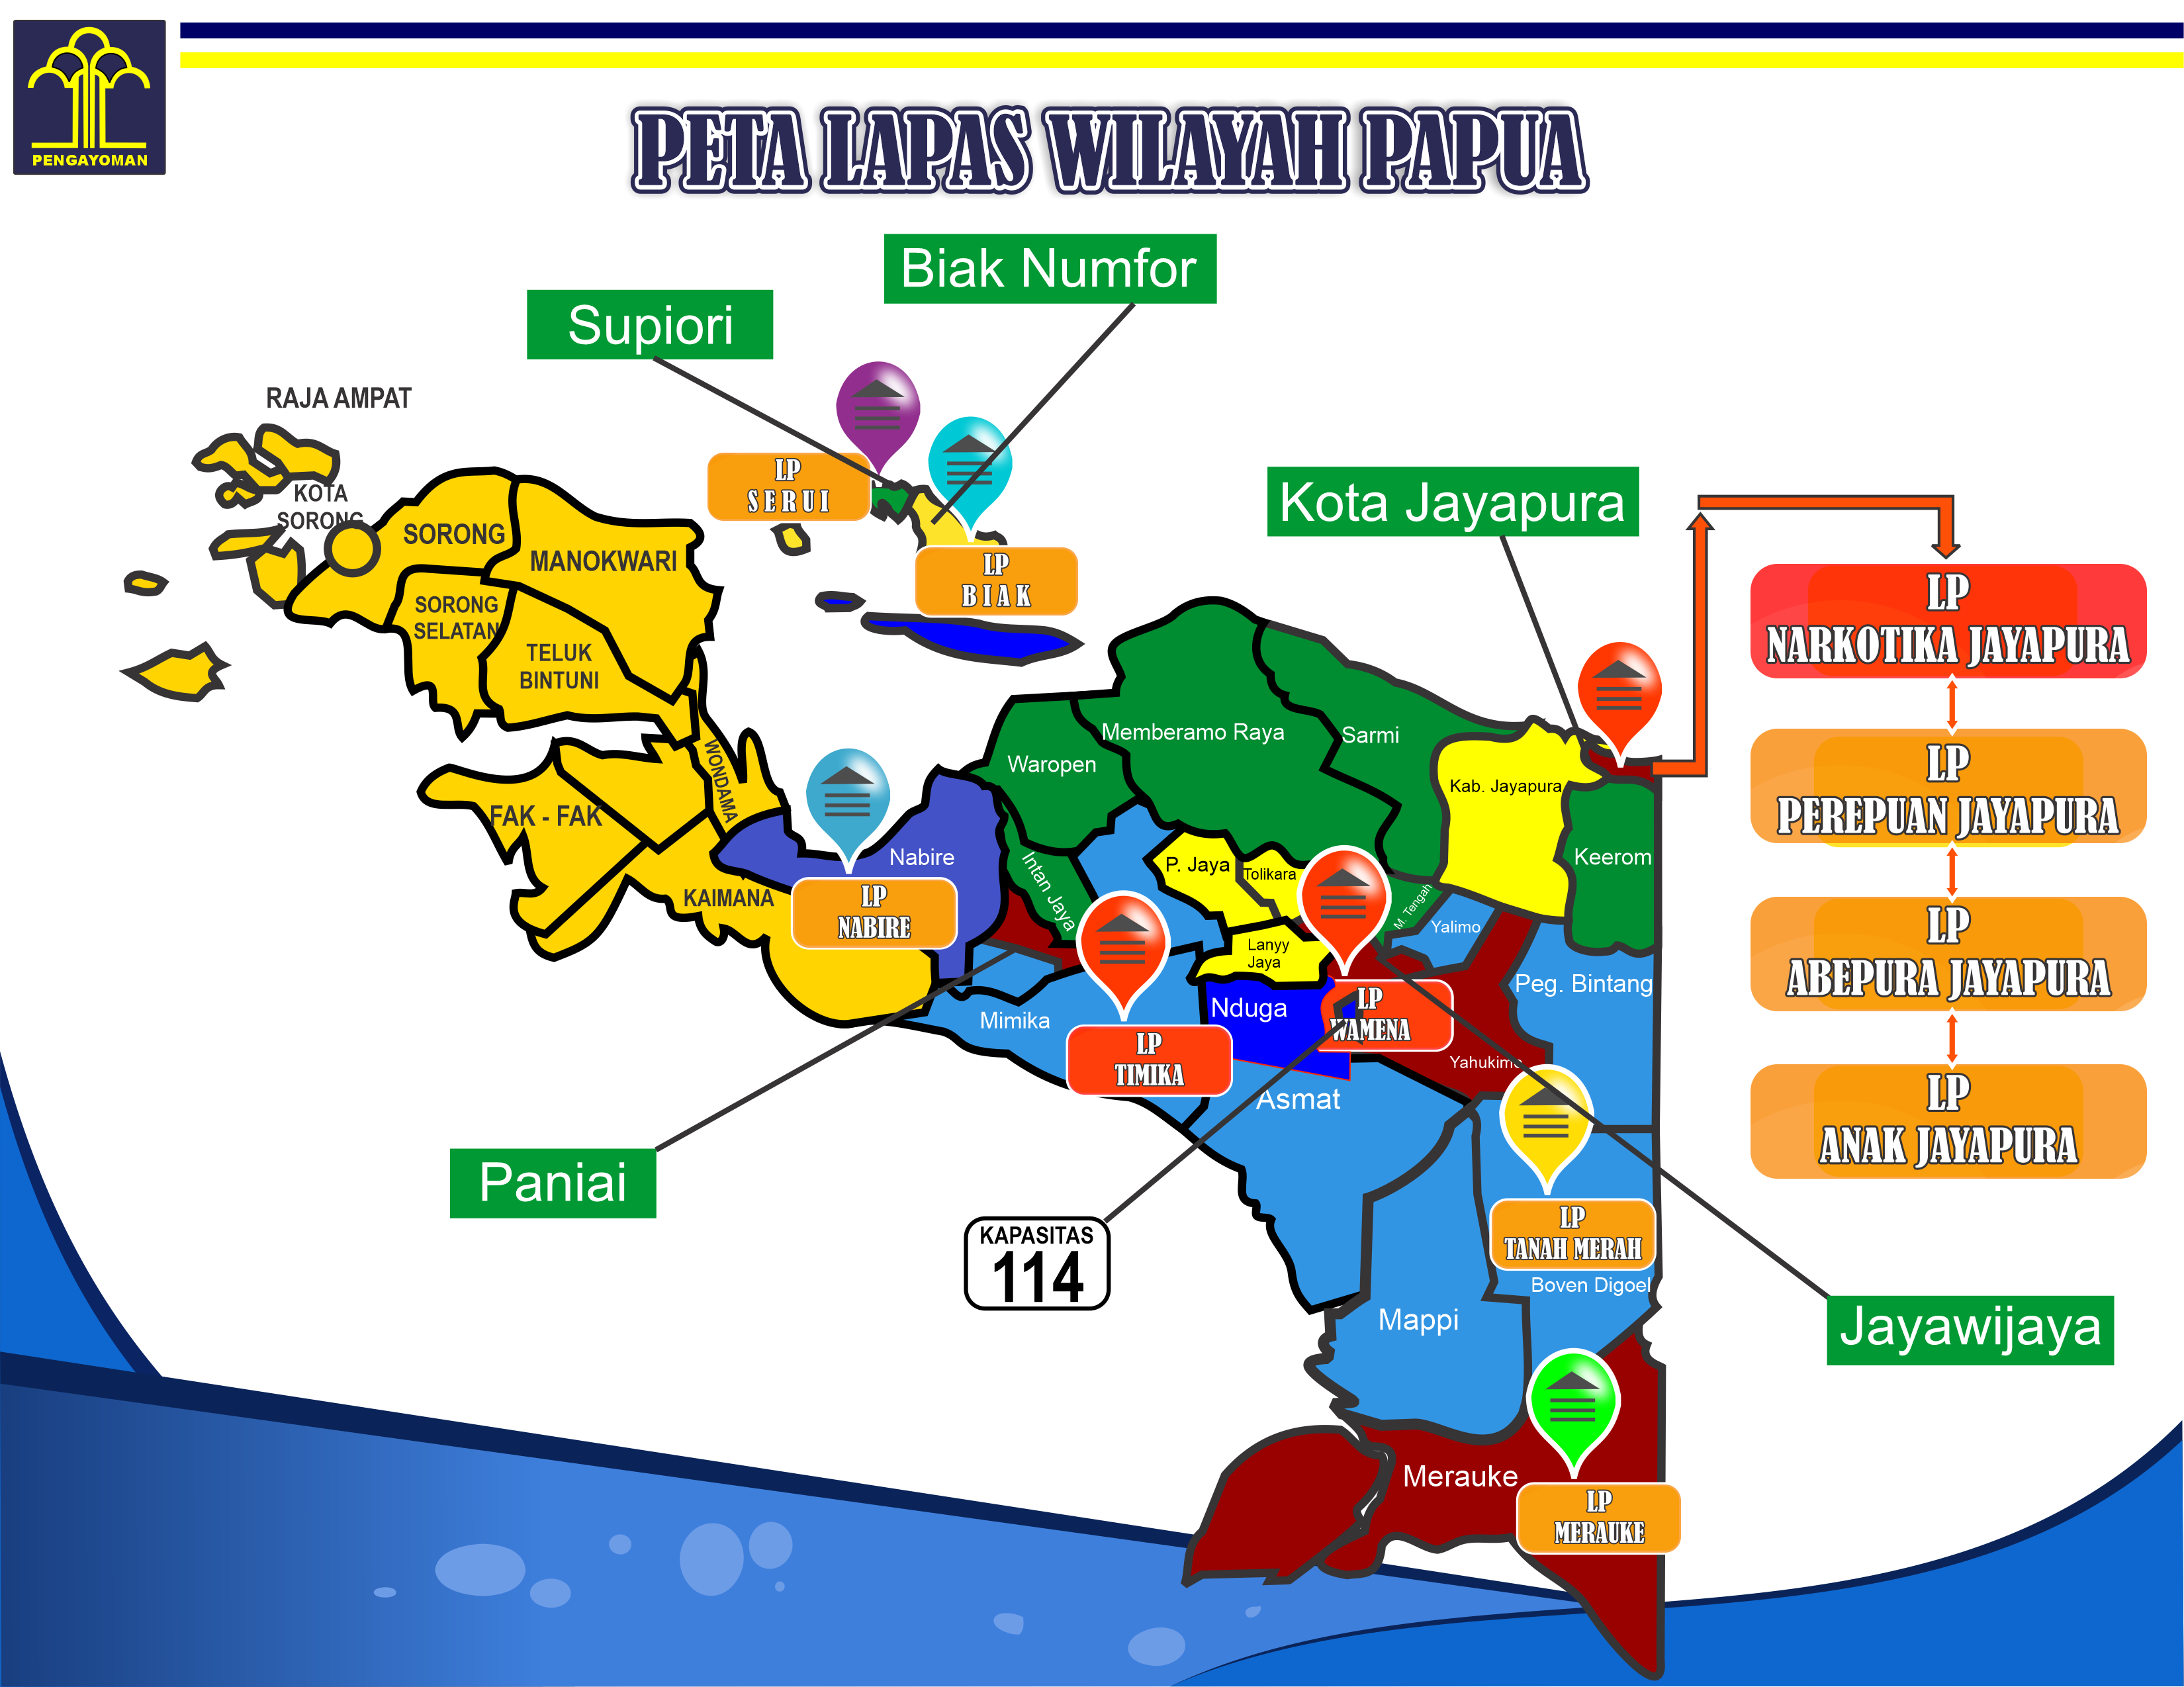 PENGAYOMAN
PETA LAPAS WILAYAH PAPUA
Biak Numfor
Supiori
RAJA AMPAT
KOTA
SORONG
SORONG
MANOKWARI
SORONG
SELATAN
TELUK
BINTUNI
WONDAMA
FAK - FAK
KAIMANA
LP
SERUI
LP
BIAK
Kota Jayapura
LP
NARKOTIKA JAYAPURA
LP
PEREPUAN JAYAPURA
LP
ABEPURA JAYAPURA
LP
ANAK JAYAPURA
Memberamo Raya
Sarmi
Waropen
Kab. Jayapura
Keerom
Nabire
LP
NABIRE
Intan Jaya
P. Jaya
Tolikara
M. Tengah
Yalimo
Lanyy
Jaya
Peg. Bintang
Mimika
Nduga
LP
WAMENA
LP
TIMIKA
Yahukimo
Asmat
Paniai
KAPASITAS
114
LP
TANAH MERAH
Boven Digoel
Mappi
Jayawijaya
Merauke
LP
MERAUKE